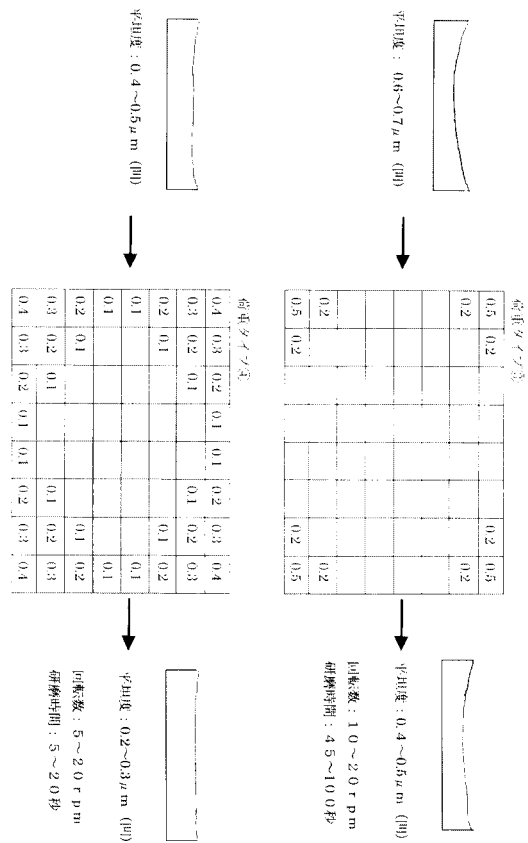 平坦度：0.6～0.7μm (凹)
荷重タイプ
0.5 0.2 0.2 0.5
0.2 0.2
0.2 0.2
0.5 0.2 0.2 0.5
平坦度：0.4～0.5μm (凹)
回転数：10～20rpm
研磨時間：45～100秒
平坦度：0.4～0.5μm (凹)
荷重タイプ④
0.4 0.3 0.2 0.1 0.1 0.2 0.3 0.4
0.3 0.2 0.1 0.1 0.2 0.3
0.2 0.1 0.1 0.2
0.1 0.1
0.1 0.1
0.2 0.1 0.1 0.2
0.3 0.2 0.1 0.1 0.2 0.3
0.4 0.3 0.2 0.1 0.1 0.2 0.3 0.4
平坦度：0.2～0.3μm (凹)
回転数：5～20rpm
研磨時間：5～20秒